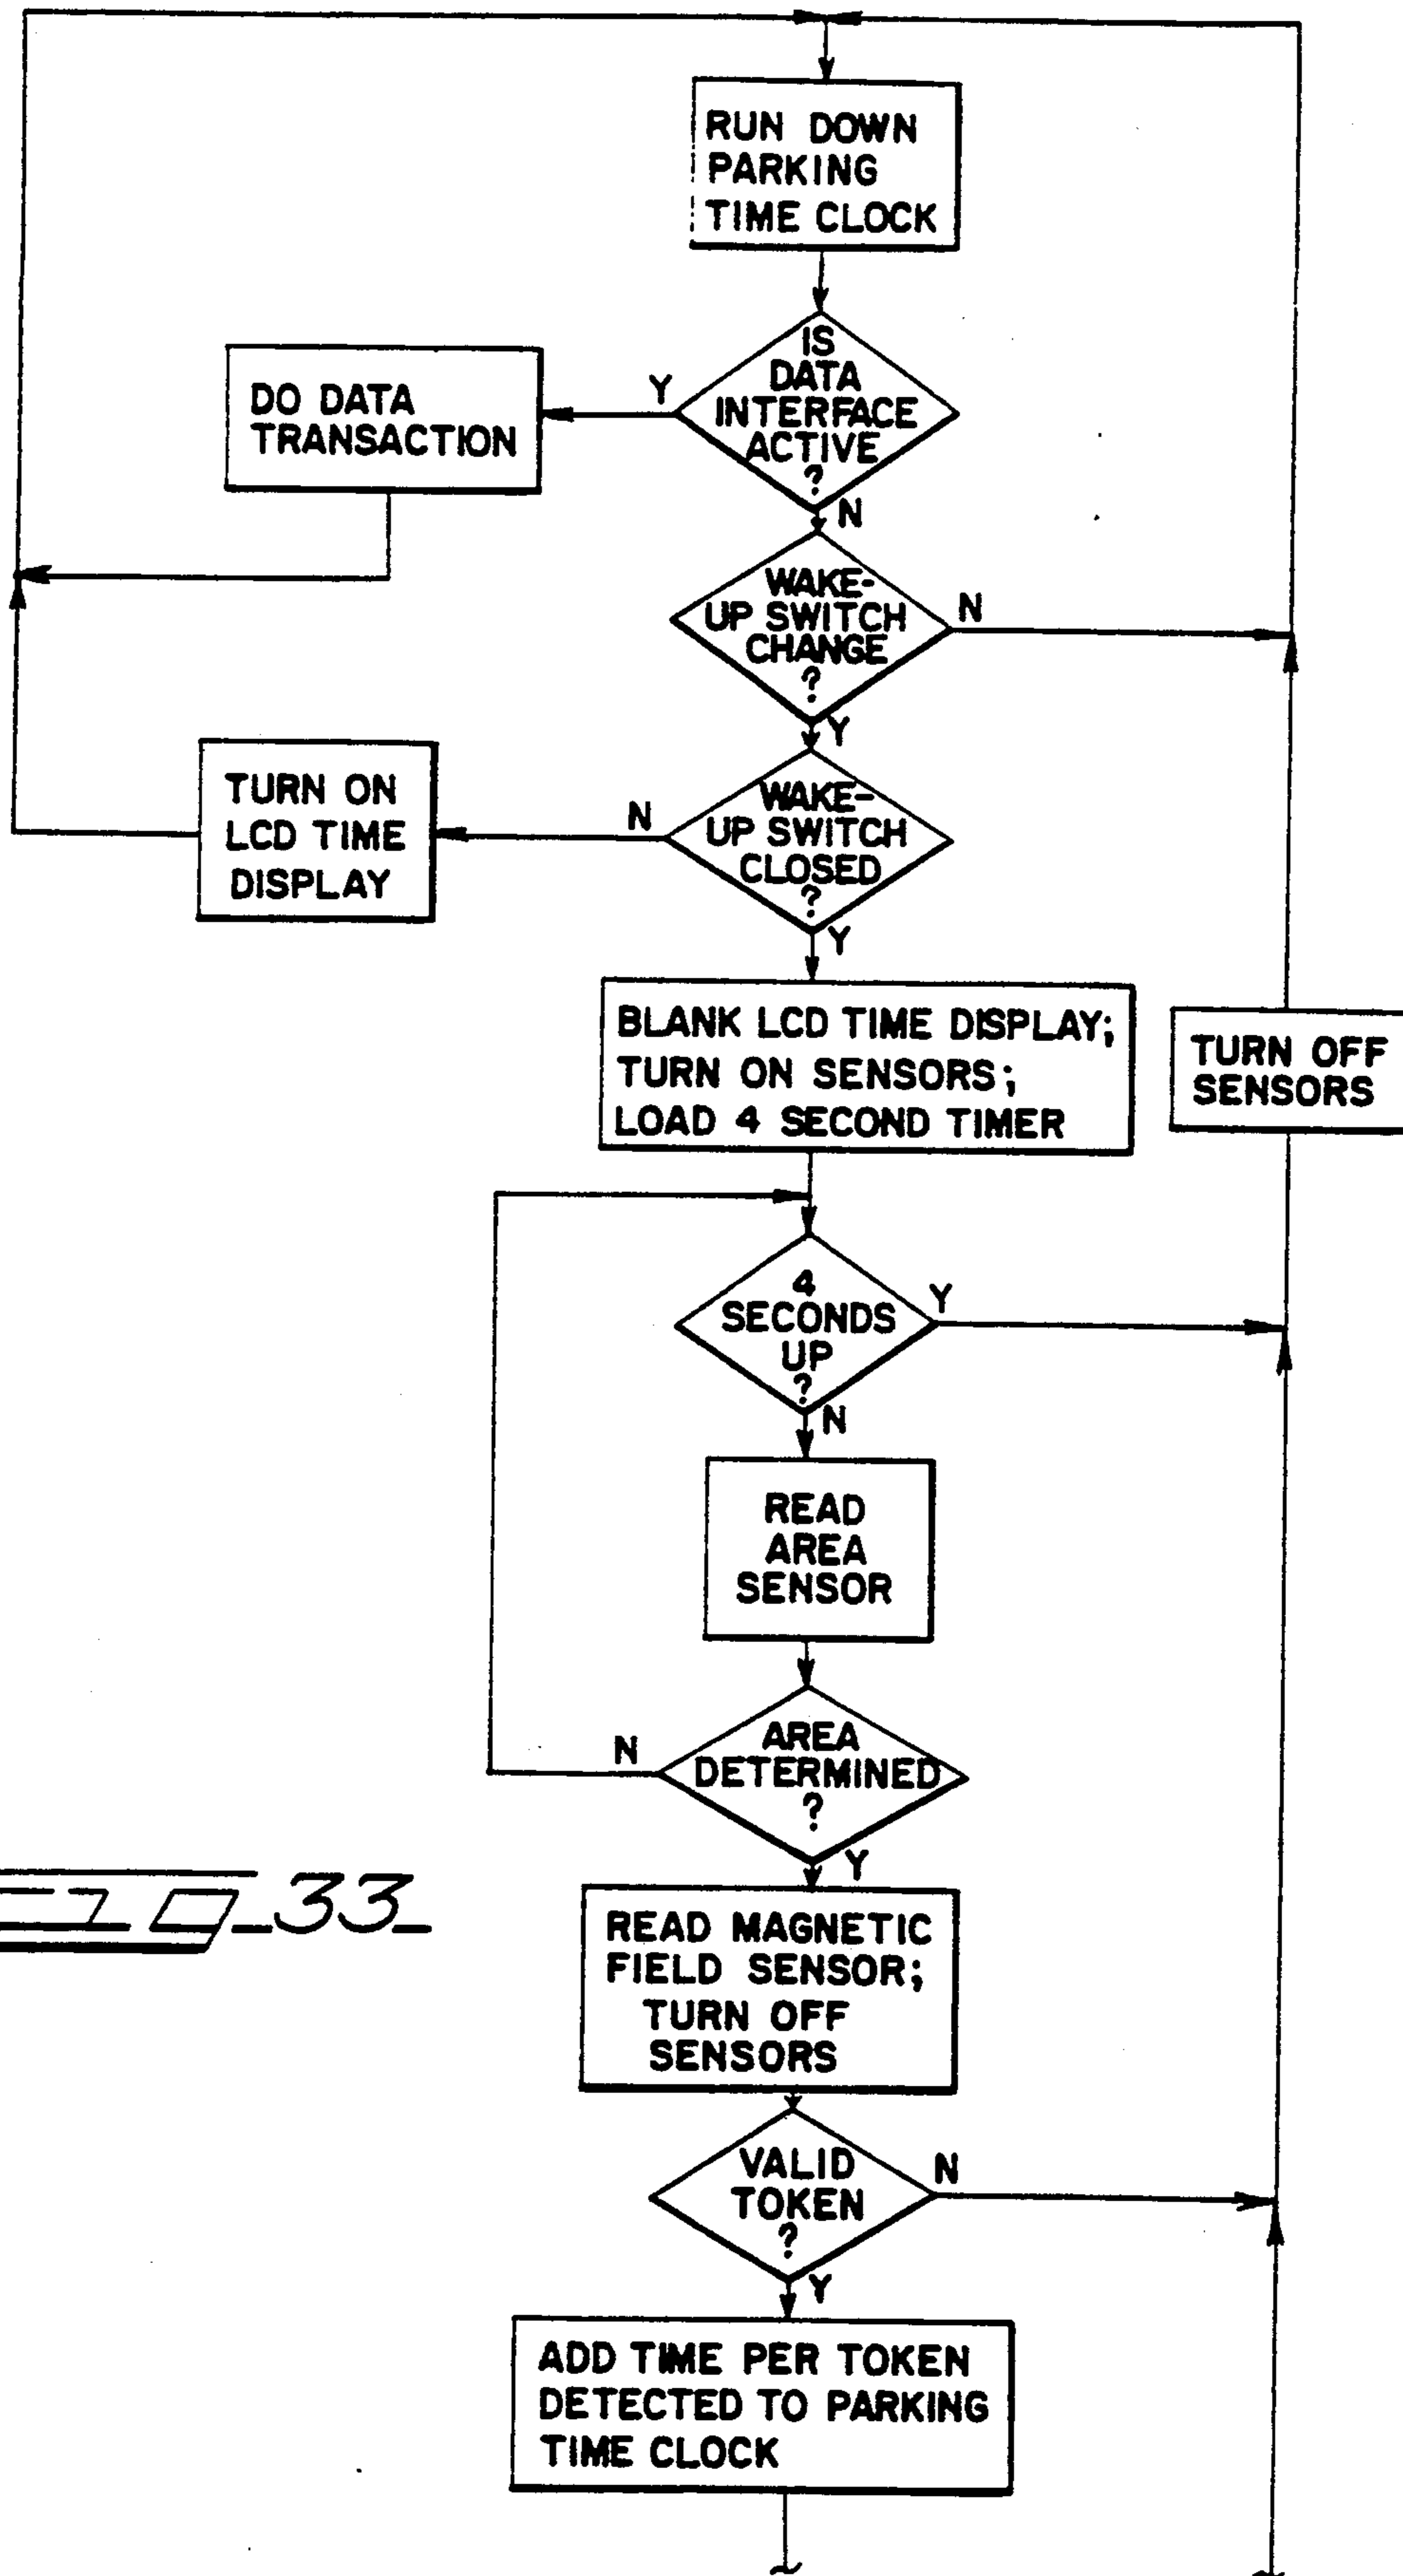 RUN DOWN
PARKING
TIME CLOCK
IS
DATA
INTERFACE
ACTIVE
?
Y
N
DO DATA
TRANSACTION
WAKE-
UP SWITCH
CHANGE
?
N
Y
WAKE-
UP SWITCH
CLOSED
?
N
Y
TURN ON
LCD TIME
DISPLAY
BLANK LCD TIME DISPLAY;
TURN ON SENSORS;
LOAD 4 SECOND TIMER
TURN OFF
SENSORS
4
SECONDS
UP
?
Y
N
READ
AREA
SENSOR
AREA
DETERMINED
?
N
Y
READ MAGNETIC
FIELD SENSOR;
TURN OFF
SENSORS
33
VALID
TOKEN
?
N
Y
ADD TIME PER TOKEN
DETECTED TO PARKING
TIME CLOCK